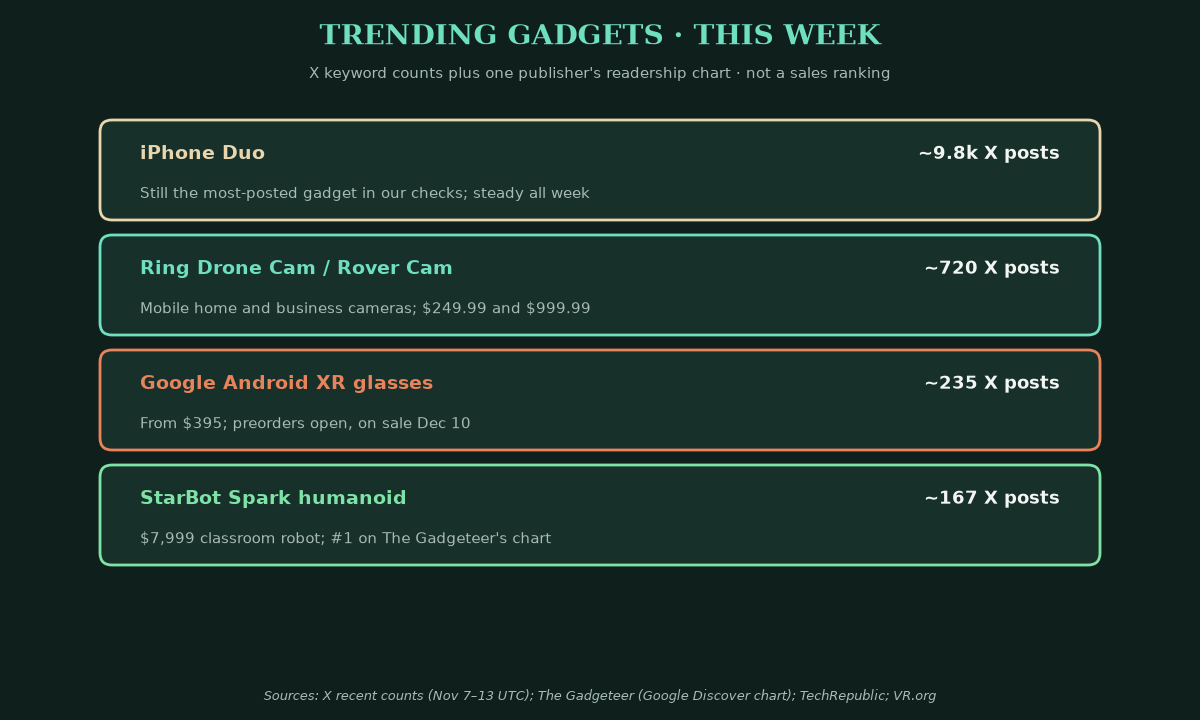 TRENDING GADGETS · THIS WEEK
X keyword counts plus one publisher's readership chart · not a sales ranking
iPhone Duo
~9.8k X posts
Still the most-posted gadget in our checks; steady all week
Ring Drone Cam / Rover Cam
~720 X posts
Mobile home and business cameras; $249.99 and $999.99
Google Android XR glasses
~235 X posts
From $395; preorders open, on sale Dec 10
StarBot Spark humanoid
~167 X posts
$7,999 classroom robot; #1 on The Gadgeteer's chart
Sources: X recent counts (Nov 7–13 UTC); The Gadgeteer (Google Discover chart); TechRepublic; VR.org